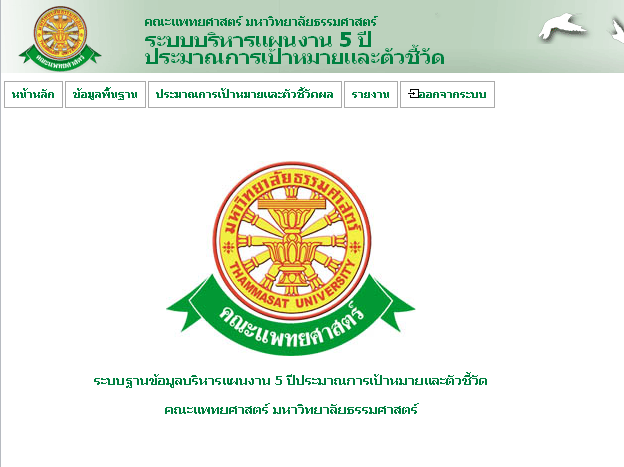 คณะแพทยศาสตร์ มหาวิทยาลัยธรรมศาสตร์
ระบบบริหารแผนงาน 5 ปี
ประมาณการเป้าหมายและตัวชี้วัด
หน้าหลัก ข้อมูลพื้นฐาน ประมาณการเป้าหมายและตัวชี้วัดผล รายงาน ออกจากระบบ
มหาวิทยาลัยธรรมศาสตร์
THAMMASAT UNIVERSITY
คณะแพทยศาสตร์
ระบบฐานข้อมูลบริหารแผนงาน 5 ปีประมาณการเป้าหมายและตัวชี้วัด
คณะแพทยศาสตร์ มหาวิทยาลัยธรรมศาสตร์